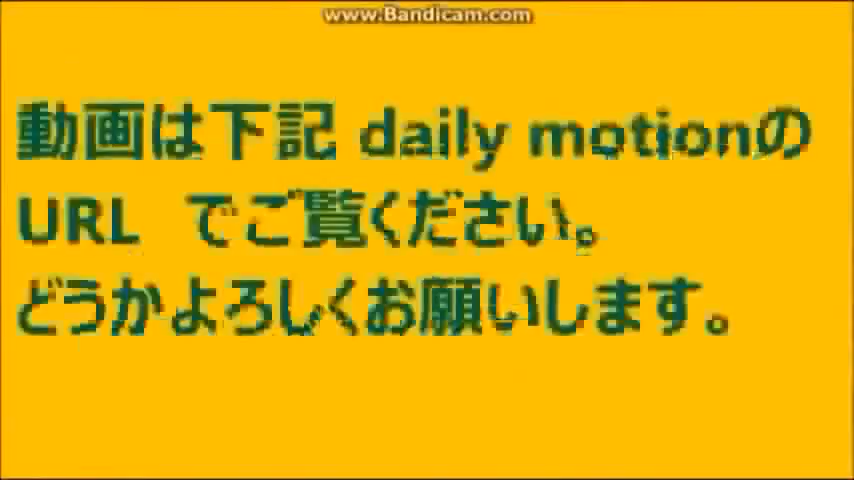 www.Bandicam.com
動画は下記 daily motionの
URL　でご覧ください。
どうかよろしくお願いします。